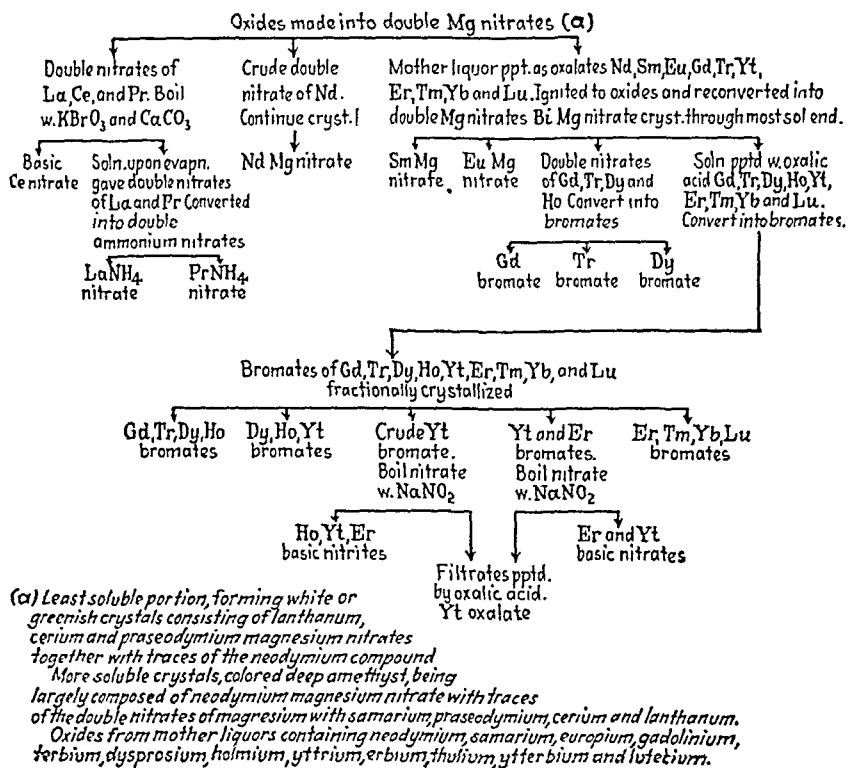 Oxides made into double Mg nitrates (a)
Double nitrates of
La, Ce, and Pr. Boil
w. KBrO3 and CaCO3
Crude double
nitrate of Nd.
Continue cryst.
Mother liquor ppt. as oxalates Nd, Sm, Eu, Gd, Tr, Yt,
Er, Tm, Yb and Lu. Ignited to oxides and reconverted into
double Mg nitrates Bi Mg nitrate cryst. through most sol end.
Basic
Ce nitrate
Soln. upon evapn.
gave double nitrates
of La and Pr Converted
into double
ammonium nitrates
Nd Mg nitrate
Sm Mg
nitrate
Eu Mg
nitrate
Double nitrates
of Gd, Tr, Dy and
Ho Convert into
bromates
Soln pptd w. oxalic
acid Gd, Tr, Dy, Ho, Yt,
Er, Tm, Yb and Lu.
Convert into bromates.
LaNH4
nitrate
PrNH4
nitrate
Gd
bromate
Tr
bromate
Dy
bromate
Bromates of Gd, Tr, Dy, Ho, Yt, Er, Tm, Yb, and Lu
fractionally crystallized
Gd, Tr, Dy, Ho
bromates
Dy, Ho, Yt
bromates
Crude Yt
bromate.
Boil nitrate
w. NaNO2
Yt and Er
bromates.
Boil nitrate
w. NaNO2
Er, Tm, Yb, Lu
bromates
Ho, Yt, Er
basic nitrites
Filtrates pptd.
by oxalic acid.
Yt oxalate
Er and Yt
basic nitrates
(a) Least soluble portion, forming white or
greenish crystals consisting of lanthanum,
cerium and praseodymium magnesium nitrates
together with traces of the neodymium compound
More soluble crystals, colored deep amethyst, being
largely composed of neodymium magnesium nitrate with traces
of the double nitrates of magresium with samarium, praseodymium, cerium and lanthanum.
Oxides from mother liquors containing neodymium, samarium, europium, gadolinium,
terbium, dysprosium, holmium, yttrium, erbium, thulium, ytterbium and lutecium.